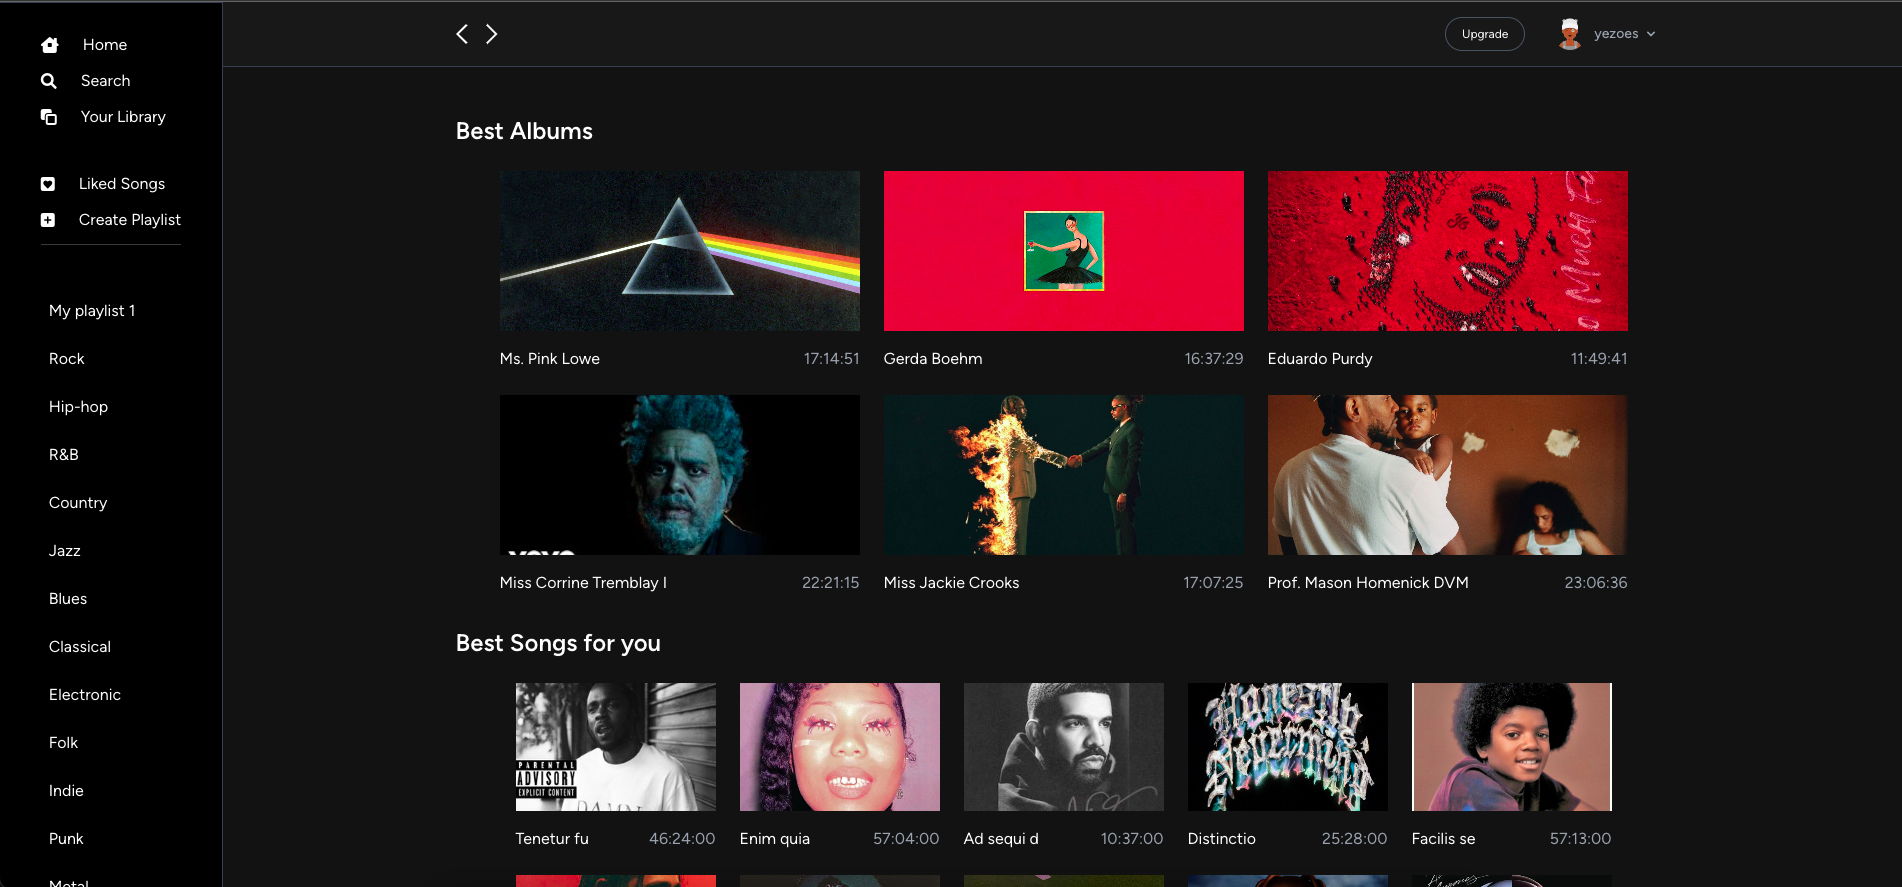 Home
Search
Your Library
Liked Songs
Create Playlist
My playlist 1
Rock
Hip-hop
R&B
Country
Jazz
Blues
Classical
Electronic
Folk
Indie
Punk
Metal
Upgrade
yezoes
Best Albums
Ms. Pink Lowe 17:14:51
Gerda Boehm 16:37:29
Eduardo Purdy 11:49:41
Miss Corrine Tremblay I 22:21:15
Miss Jackie Crooks 17:07:25
Prof. Mason Homenick DVM 23:06:36
Best Songs for you
PARENTAL
ADVISORY
EXPLICIT CONTENT
DAMN.
Honestly,
Nevermind
Tenetur fu 46:24:00
Enim quia 57:04:00
Ad sequi d 10:37:00
Distinctio 25:28:00
Facilis se 57:13:00